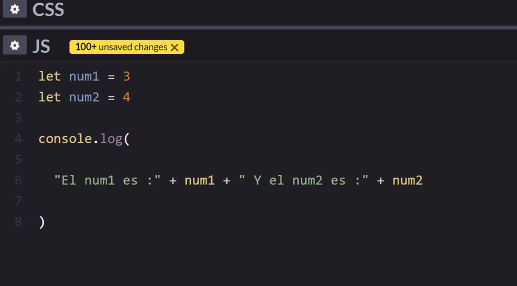 CSS
JS 100+ unsaved changes ×
1 let num1 = 3
2 let num2 = 4
3
4 console.log(
5
6 "El num1 es :" + num1 + " Y el num2 es :" + num2
7
8 )